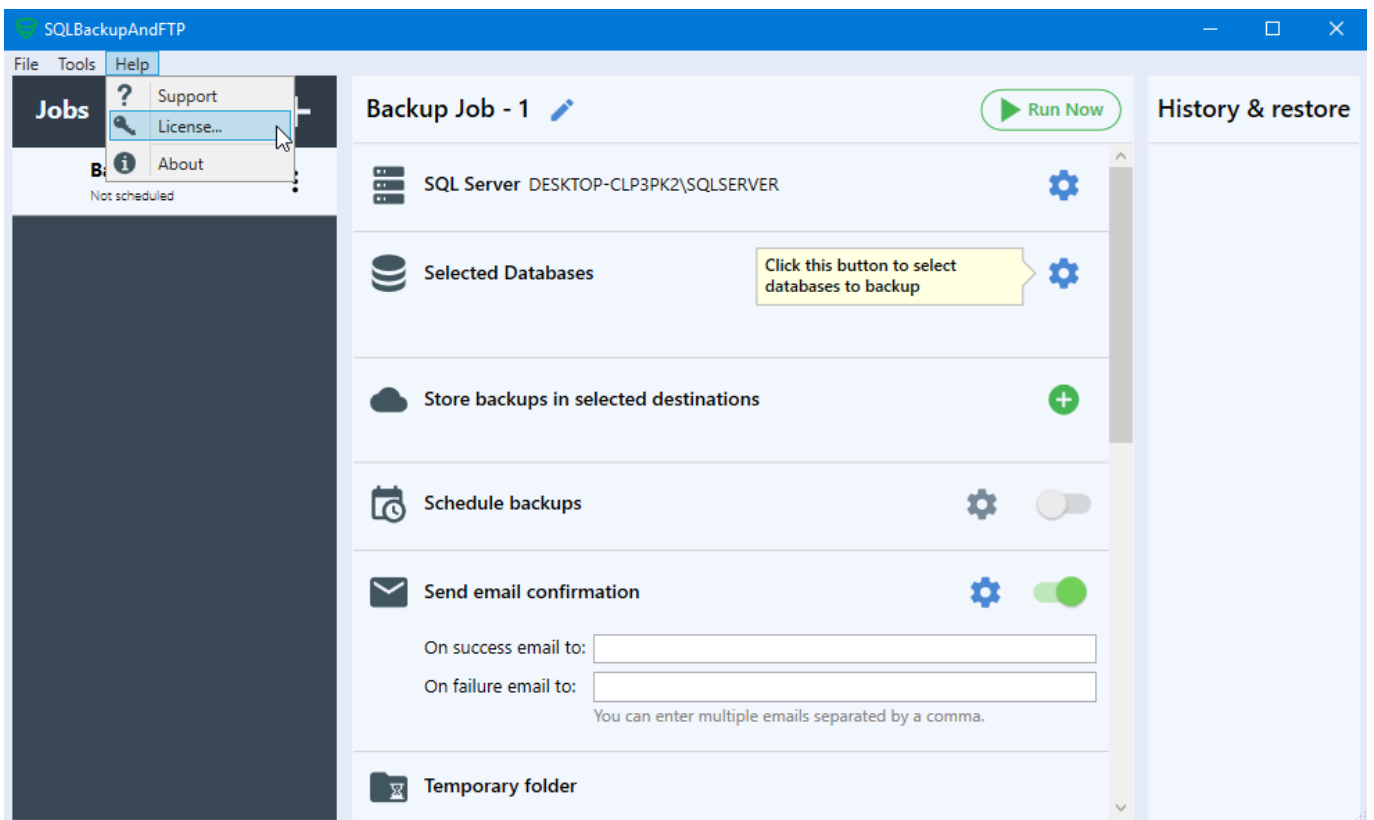 SQLBackupAndFTP
File Tools Help
Support
License...
About
Jobs
Not scheduled
Backup Job - 1
Run Now
SQL Server DESKTOP-CLP3PK2\SQLSERVER
Selected Databases
Click this button to select
databases to backup
Store backups in selected destinations
Schedule backups
Send email confirmation
On success email to:
On failure email to:
You can enter multiple emails separated by a comma.
Temporary folder
History & restore